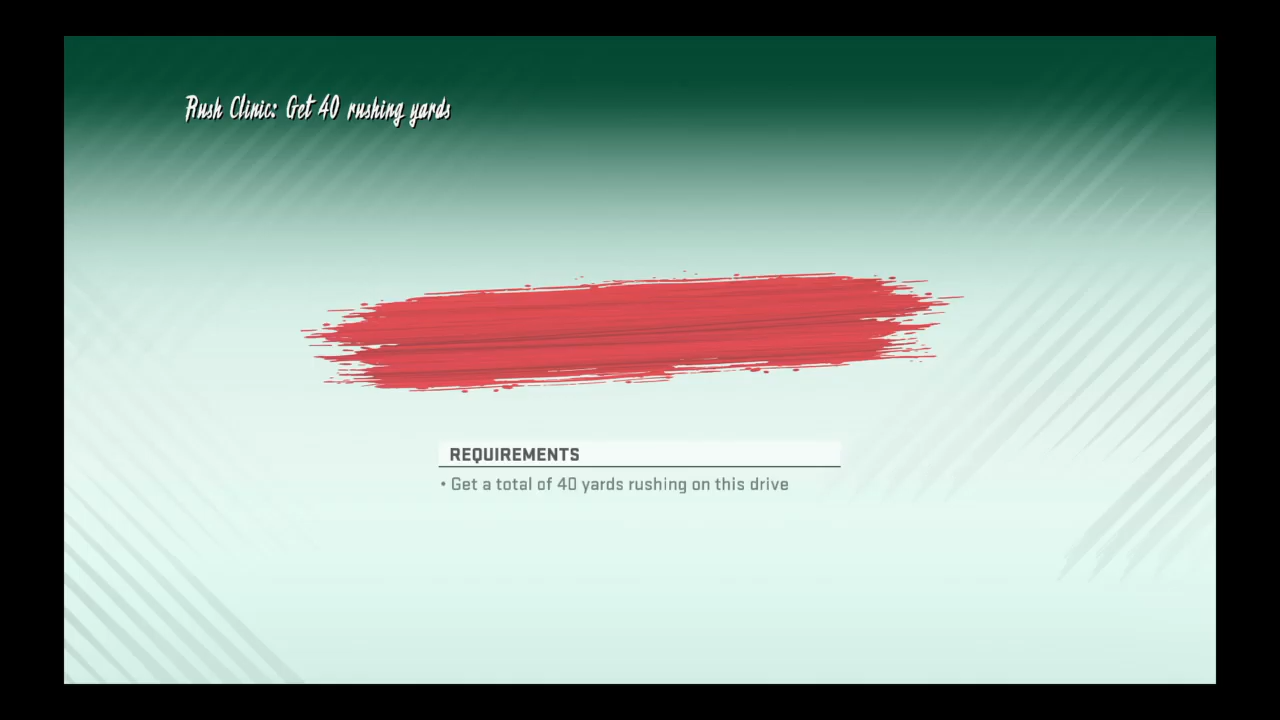 Rush Clinic: Get 40 rushing yards
REQUIREMENTS
• Get a total of 40 yards rushing on this drive